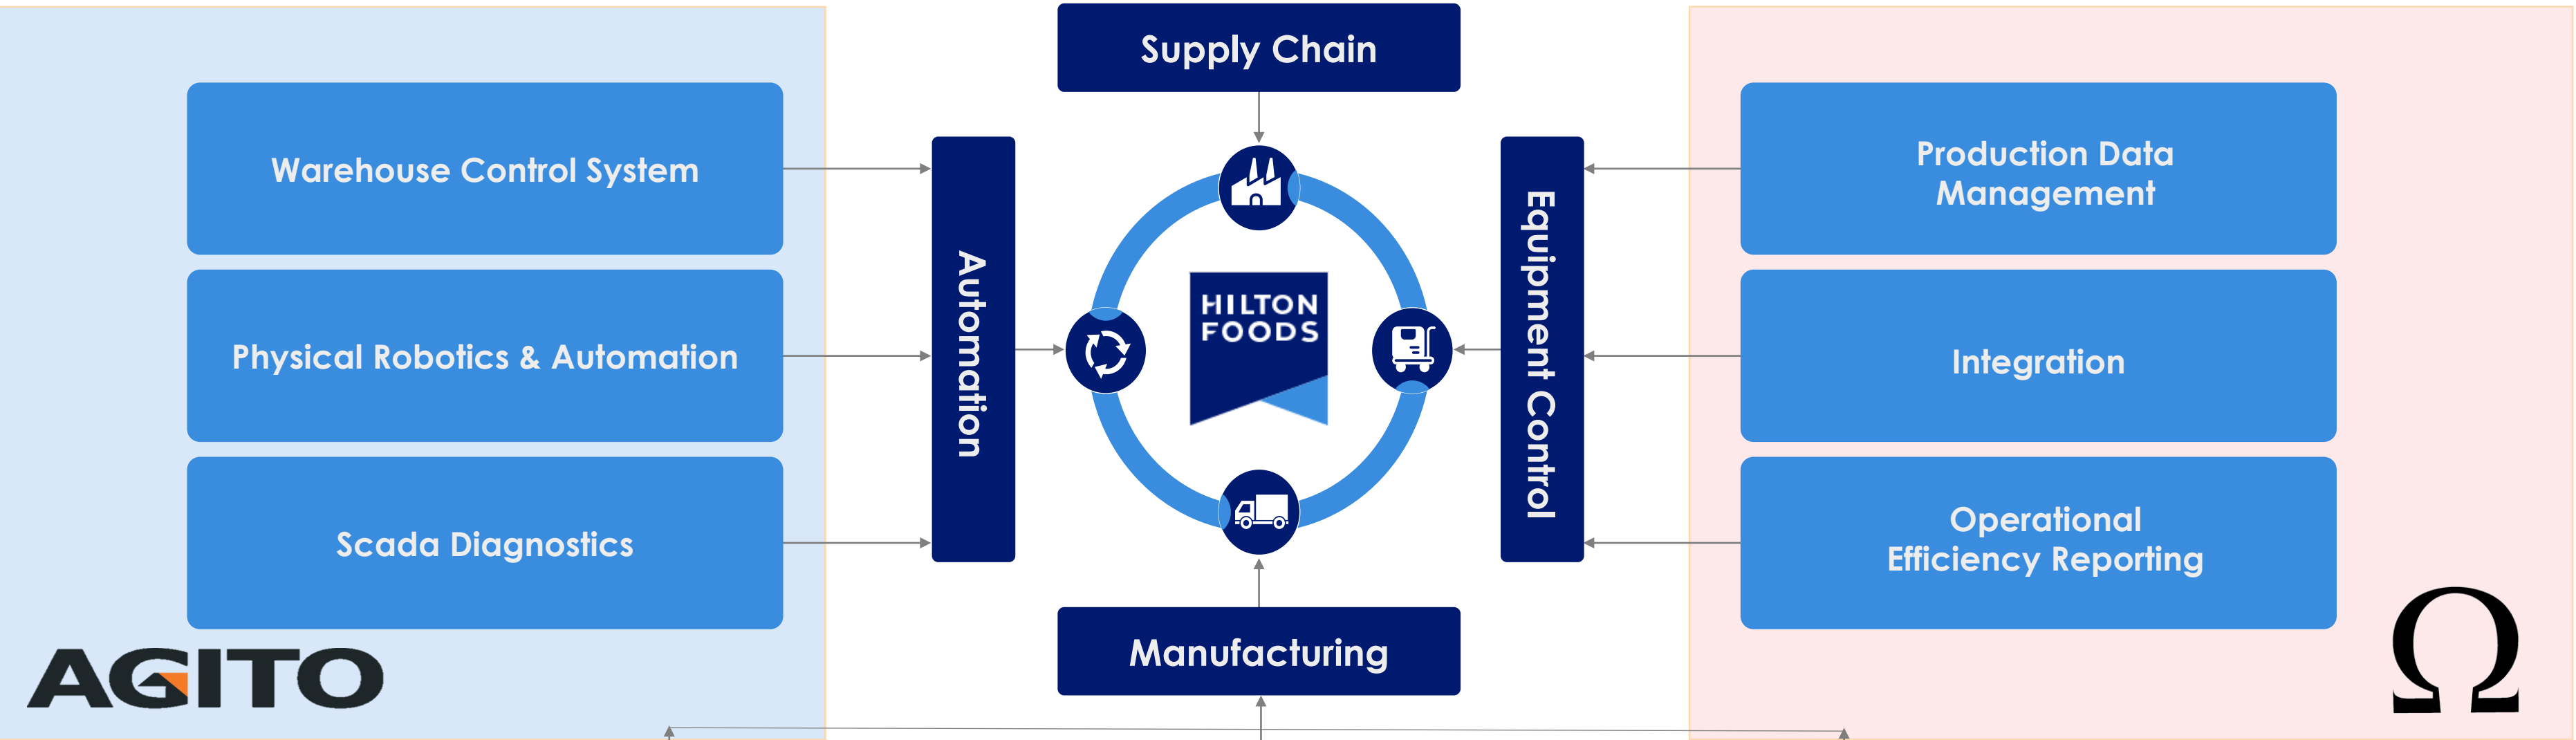 Supply Chain
Warehouse Control System
Physical Robotics & Automation
Scada Diagnostics
AGITO
Automation
HILTON
FOODS
Equipment Control
Production Data
Management
Integration
Operational
Efficiency Reporting
Ω
Manufacturing